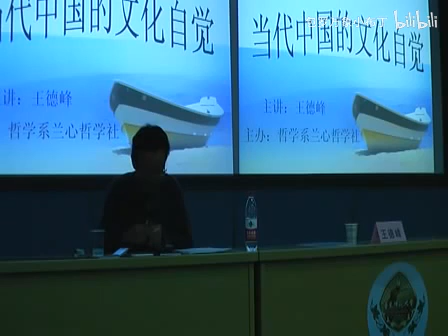 当代中国的文化自觉
主讲：王德峰
哲学系兰心哲学社
bilibili
当代中国的文化自觉
主讲：王德峰
主办：哲学系兰心哲学社
王德峰